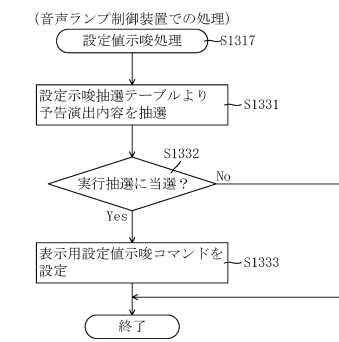 (音声ランプ制御装置での処理)
設定値示唆処理
S1317
設定示唆抽選テーブルより
予告演出内容を抽選
S1331
S1332
実行抽選に当選？
No
Yes
表示用設定値示唆コマンドを
設定
S1333
終了